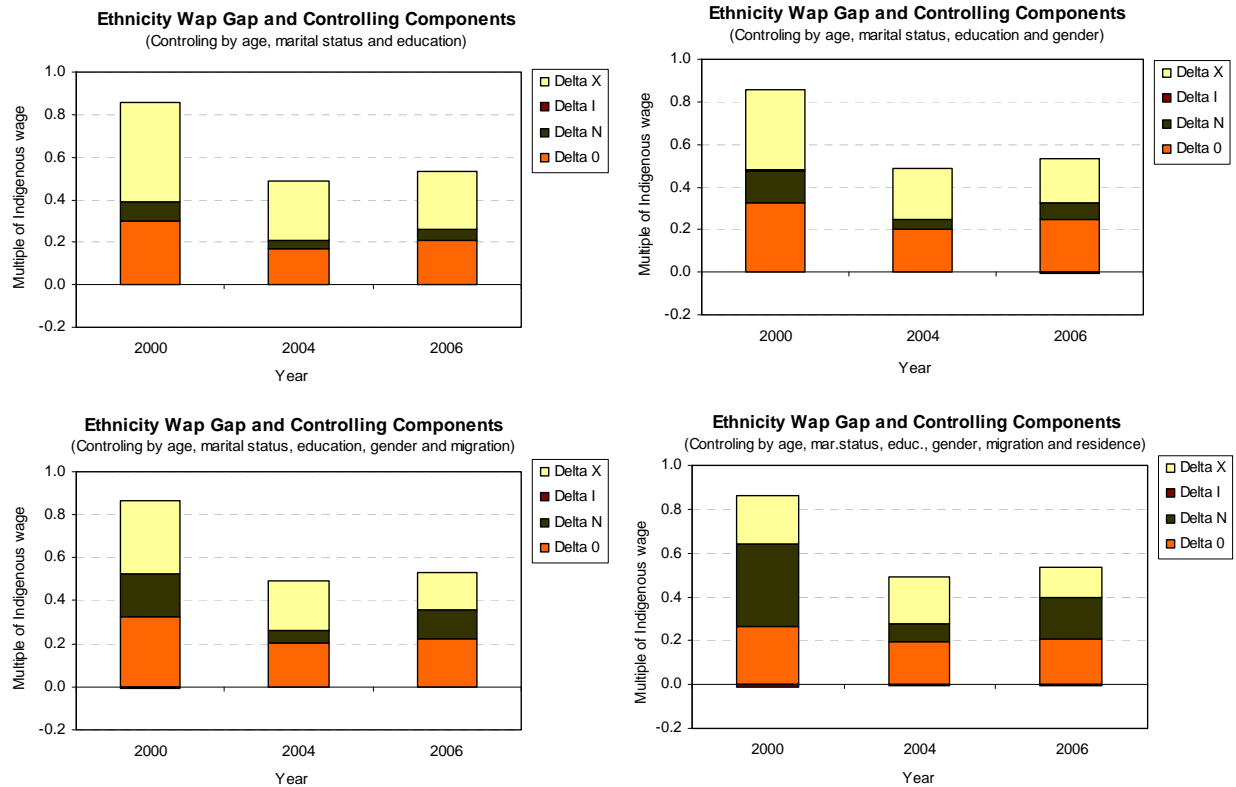 Ethnicity Wap Gap and Controlling Components
(Controling by age, marital status and education)
Multiple of Indigenous wage
1.0
0.8
0.6
0.4
0.2
0.0
-0.2
2000
2004
2006
Year
Delta X
Delta I
Delta N
Delta 0
Ethnicity Wap Gap and Controlling Components
(Controling by age, marital status, education and gender)
Multiple of Indigenous wage
1.0
0.8
0.6
0.4
0.2
0.0
-0.2
2000
2004
2006
Year
Delta X
Delta I
Delta N
Delta 0
Ethnicity Wap Gap and Controlling Components
(Controling by age, marital status, education, gender and migration)
Multiple of Indigenous wage
1.0
0.8
0.6
0.4
0.2
0.0
-0.2
2000
2004
2006
Year
Delta X
Delta I
Delta N
Delta 0
Ethnicity Wap Gap and Controlling Components
(Controling by age, mar.status, educ., gender, migration and residence)
Multiple of Indigenous wage
1.0
0.8
0.6
0.4
0.2
0.0
-0.2
2000
2004
2006
Year
Delta X
Delta I
Delta N
Delta 0